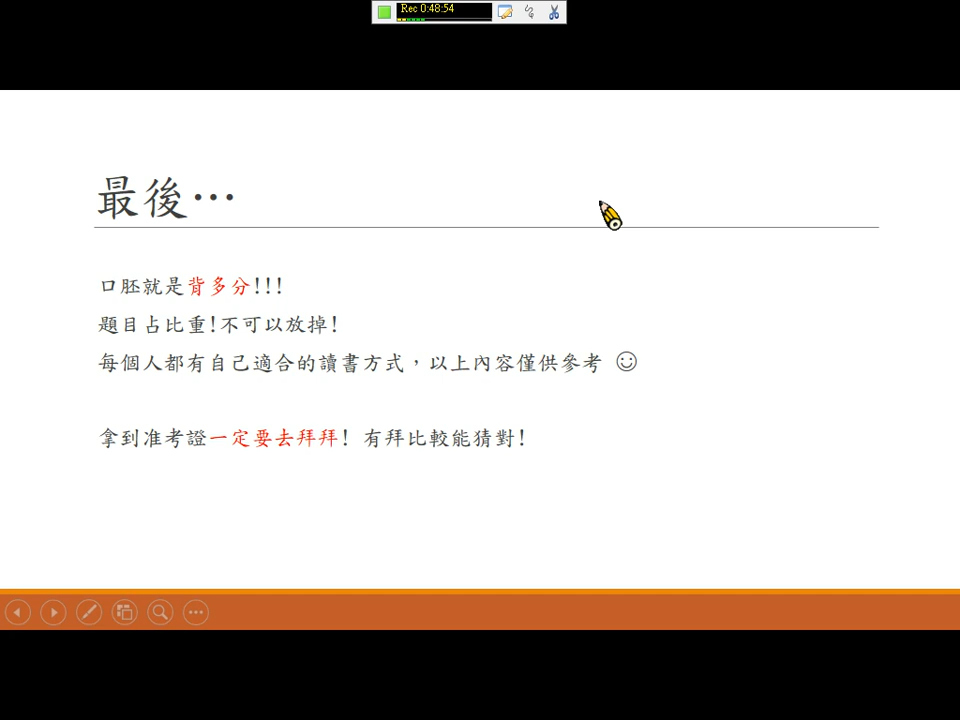 Rec 0:48:54
最後…
口胚就是背多分!!!
題目占比重!不可以放掉!
每個人都有自己適合的讀書方式，以上內容僅供參考 ☺
拿到准考證一定要去拜拜! 有拜比較能猜對!